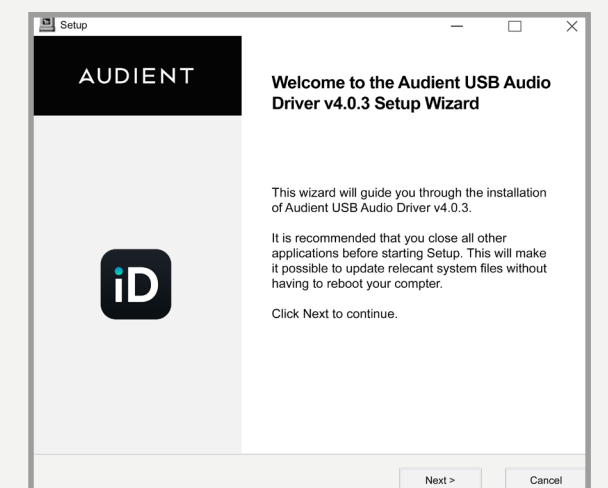 Setup
AUDIENT
Welcome to the Audient USB Audio
Driver v4.0.3 Setup Wizard
This wizard will guide you through the installation
of Audient USB Audio Driver v4.0.3.
It is recommended that you close all other
applications before starting Setup. This will make
it possible to update relecant system files without
having to reboot your compter.
Click Next to continue.
iD
Next >
Cancel